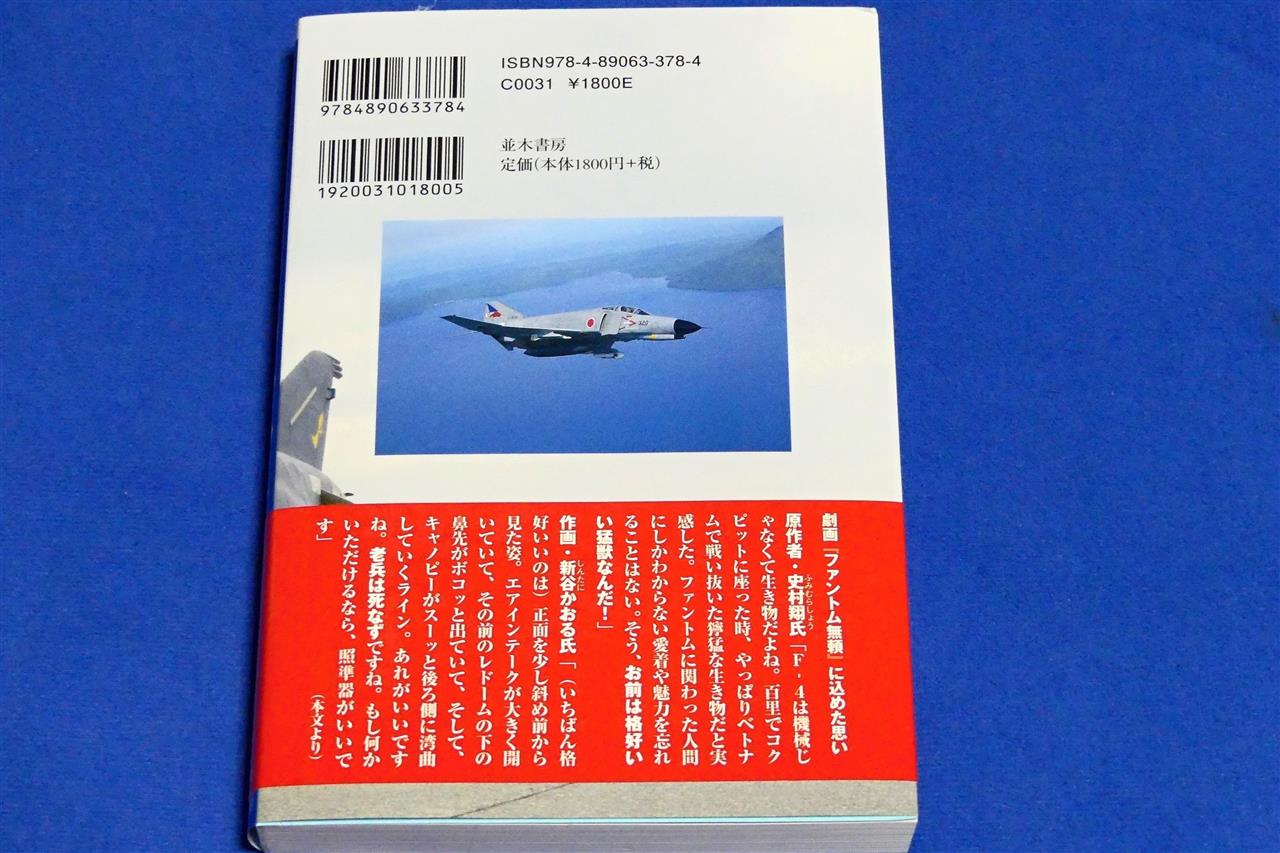 ISBN978-4-89063-378-4
C0031 ¥1800E
9784890633784
並木書房
定価(本体1800円+税)
1920031018005
320
劇画『ファントム無頼』に込めた思い
原作者・史村翔氏「F-4は機械じ
ふみむらしょう
ゃなくて生き物だよね。百里でコク
ピットに座った時、やっぱりベトナ
ムで戦い抜いた獰猛な生き物だと実
感した。ファントムに関わった人間
にしかわからない愛着や魅力を忘れ
ることはない。そう、お前は格好い
い猛獣なんだ!」
作画・新谷かおる氏「(いちばん格
しんたに
好いいのは)正面を少し斜め前から
見た姿。エアインテークが大きく開
いていて、その前のレドームの下の
鼻先がボコッと出ていて、そして、
キャノピーがスーッと後ろ側に湾曲
していくライン。あれがいいです
ね。老兵は死なずですね。もし何か
いただけるなら、照準器がいいで
す」
(本文より)